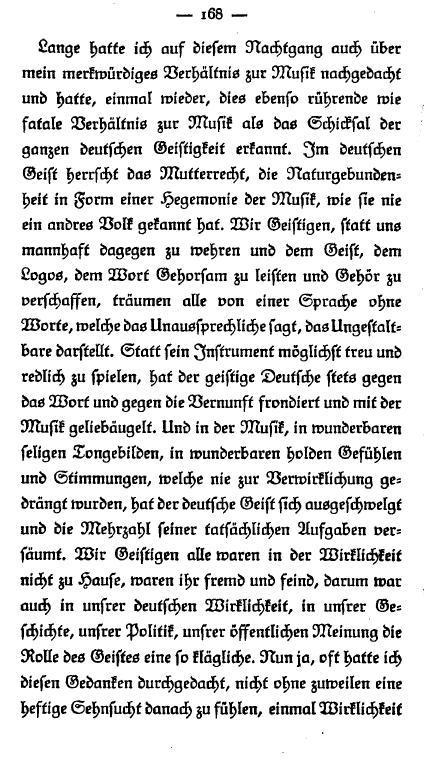 — 168 —
Lange hatte ich auf diesem Nachtgang auch über
mein merkwürdiges Verhältnis zur Musik nachgedacht
und hatte, einmal wieder, dies ebenso rührende wie
fatale Verhältnis zur Musik als das Schicksal der
ganzen deutschen Geistigkeit erkannt. Im deutschen
Geist herrscht das Mutterrecht, die Naturgebunden-
heit in Form einer Hegemonie der Musik, wie sie nie
ein andres Volk gekannt hat. Wir Geistigen, statt uns
mannhaft dagegen zu wehren und dem Geist, dem
Logos, dem Wort Gehorsam zu leisten und Gehör zu
verschaffen, träumen alle von einer Sprache ohne
Worte, welche das Unaussprechliche sagt, das Ungestalt-
bare darstellt. Statt sein Instrument möglichst treu und
redlich zu spielen, hat der geistige Deutsche stets gegen
das Wort und gegen die Vernunft frondiert und mit der
Musik geliebäugelt. Und in der Musik, in wunderbaren
seligen Tongebilden, in wunderbaren holden Gefühlen
und Stimmungen, welche nie zur Verwirklichung ge-
drängt wurden, hat der deutsche Geist sich ausgeschwelgt
und die Mehrzahl seiner tatsächlichen Aufgaben ver-
säumt. Wir Geistigen alle waren in der Wirklichkeit
nicht zu Hause, waren ihr fremd und feind, darum war
auch in unsrer deutschen Wirklichkeit, in unsrer Ge-
schichte, unsrer Politik, unsrer öffentlichen Meinung die
Rolle des Geistes eine so klägliche. Nun ja, oft hatte ich
diesen Gedanken durchgedacht, nicht ohne zuweilen eine
heftige Sehnsucht danach zu fühlen, einmal Wirklichkeit